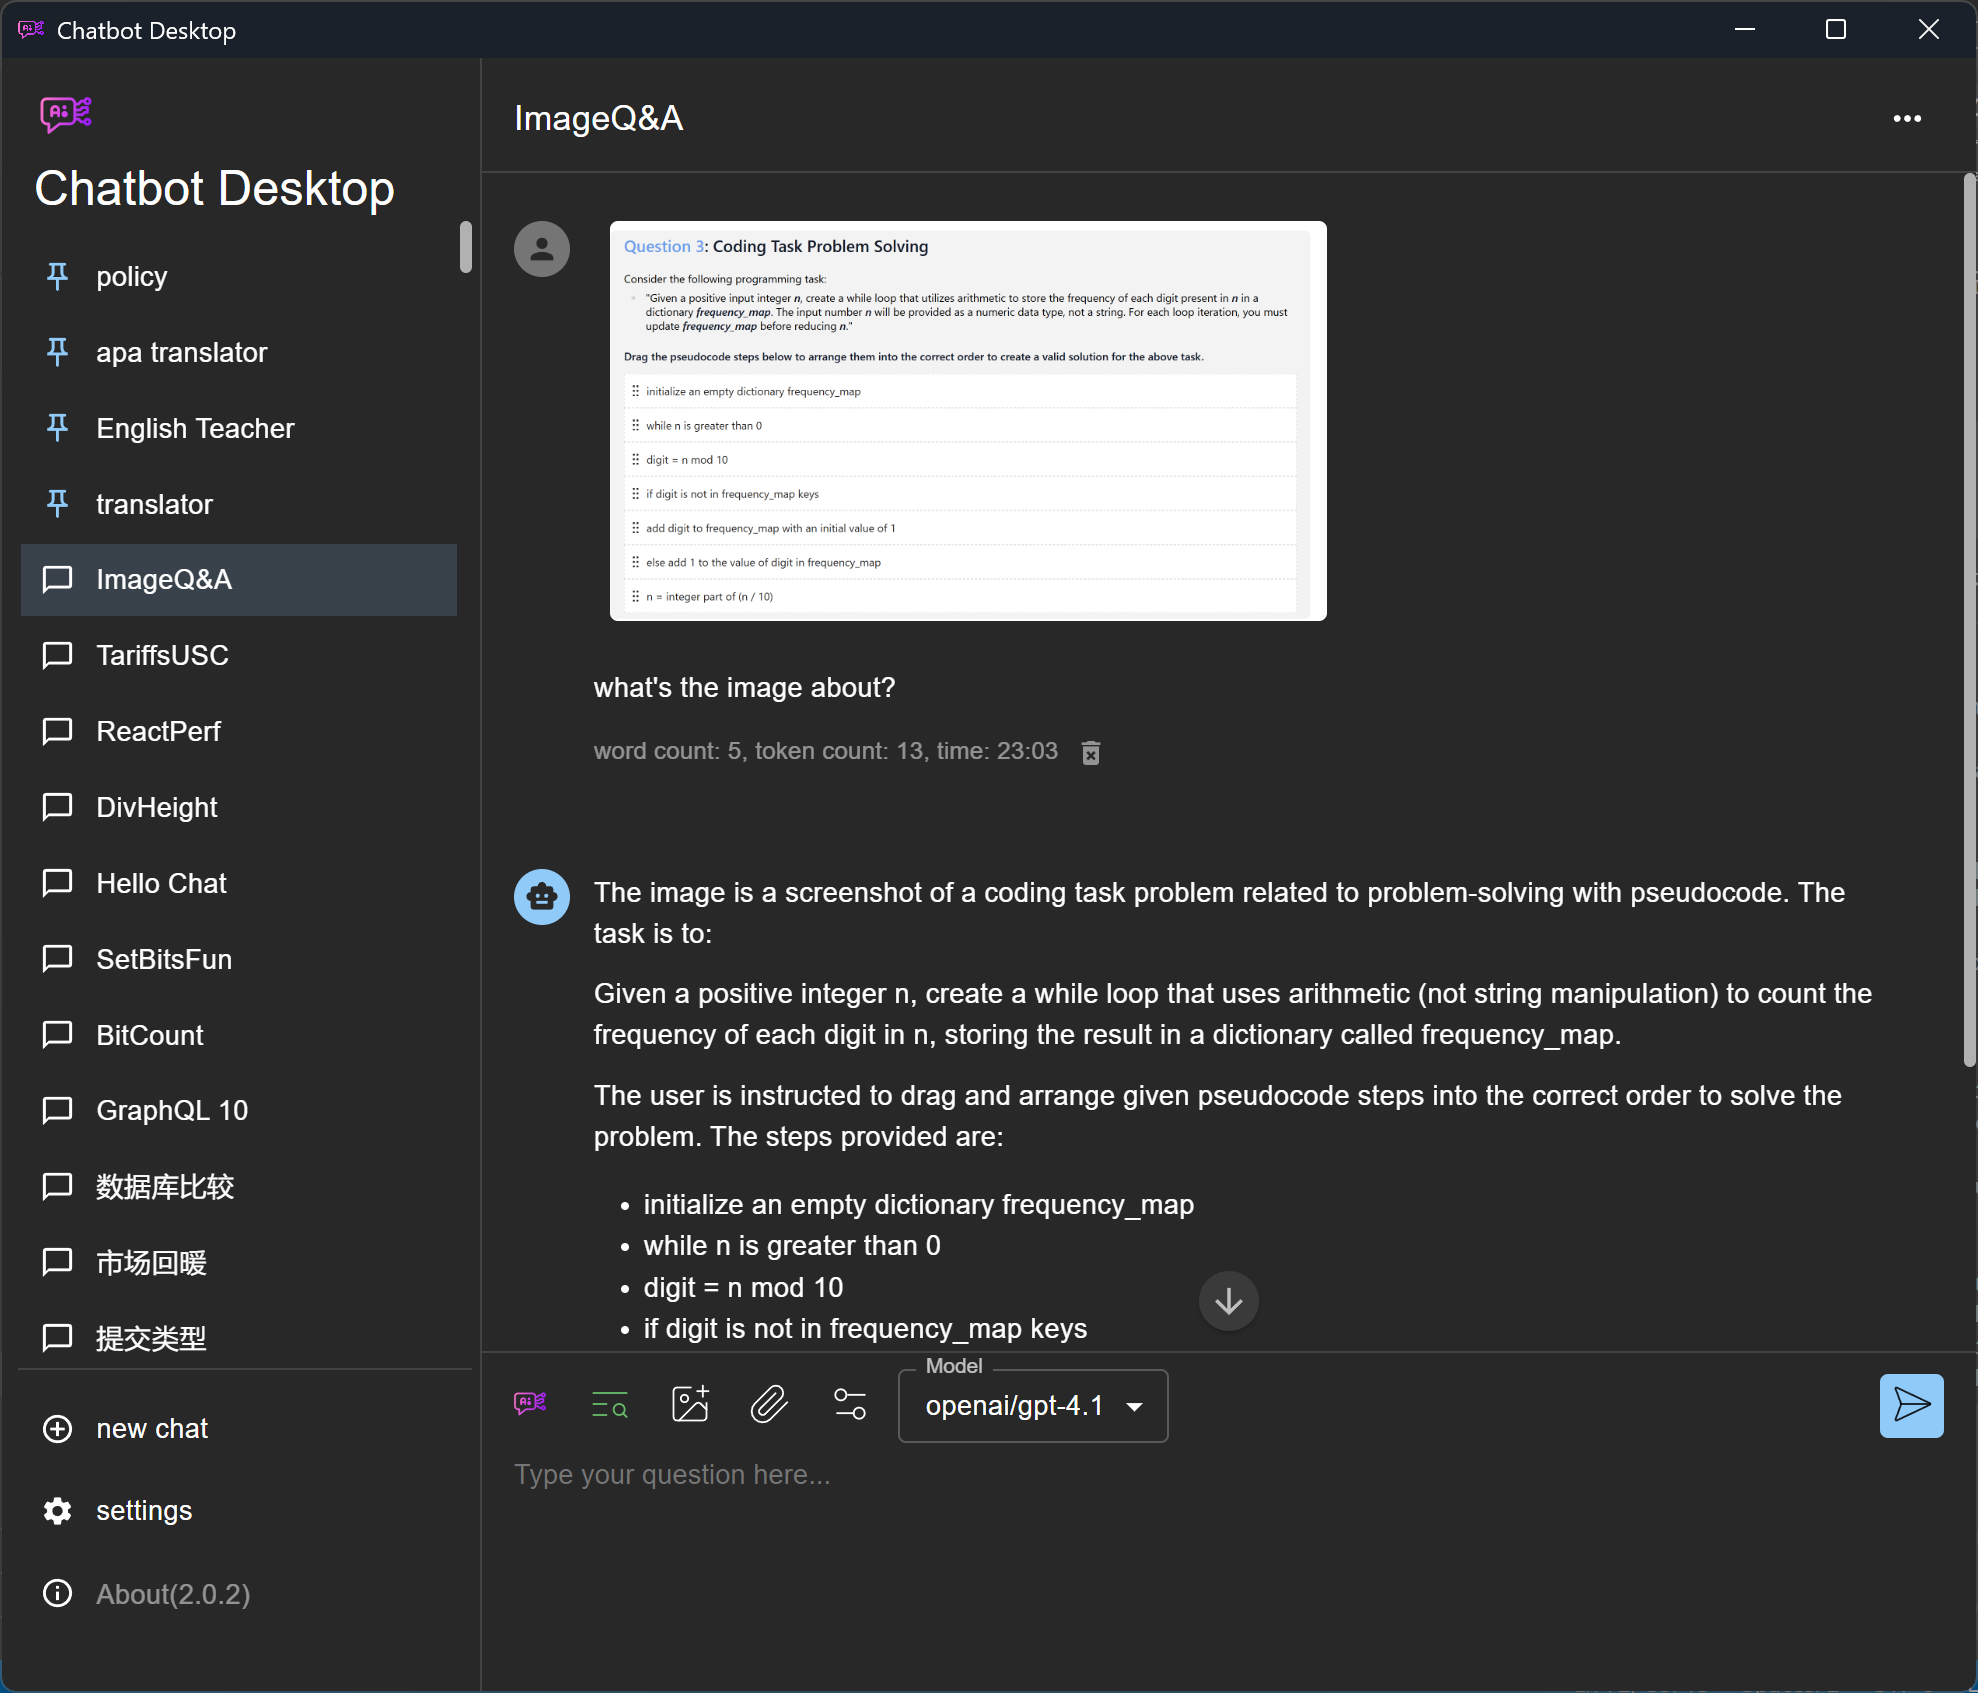 Chatbot Desktop
Chatbot Desktop
policy
apa translator
English Teacher
translator
ImageQ&A
TariffsUSC
ReactPerf
DivHeight
Hello Chat
SetBitsFun
BitCount
GraphQL 10
数据库比较
市场回暖
提交类型
new chat
settings
About(2.0.2)
ImageQ&A
Question 3: Coding Task Problem Solving
Consider the following programming task:
"Given a positive input integer n, create a while loop that utilizes arithmetic to store the frequency of each digit present in n in a
dictionary frequency_map. The input number n will be provided as a numeric data type, not a string. For each loop iteration, you must
update frequency_map before reducing n."
Drag the pseudocode steps below to arrange them into the correct order to create a valid solution for the above task.
initialize an empty dictionary frequency_map
while n is greater than 0
digit = n mod 10
if digit is not in frequency_map keys
add digit to frequency_map with an initial value of 1
else add 1 to the value of digit in frequency_map
n = integer part of (n / 10)
what's the image about?
word count: 5, token count: 13, time: 23:03
The image is a screenshot of a coding task problem related to problem-solving with pseudocode. The
task is to:
Given a positive integer n, create a while loop that uses arithmetic (not string manipulation) to count the
frequency of each digit in n, storing the result in a dictionary called frequency_map.
The user is instructed to drag and arrange given pseudocode steps into the correct order to solve the
problem. The steps provided are:
• initialize an empty dictionary frequency_map
• while n is greater than 0
• digit = n mod 10
• if digit is not in frequency_map keys
Model
openai/gpt-4.1
Type your question here...